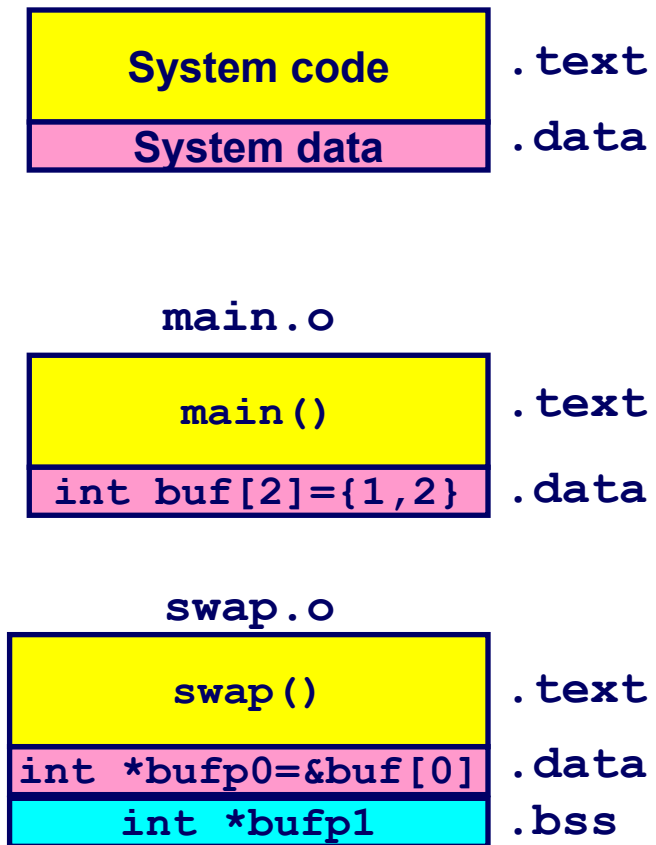 System code .text
System data .data
main.o
main() .text
int buf[2]={1,2} .data
swap.o
swap() .text
int *bufp0=&buf[0] .data
int *bufp1 .bss